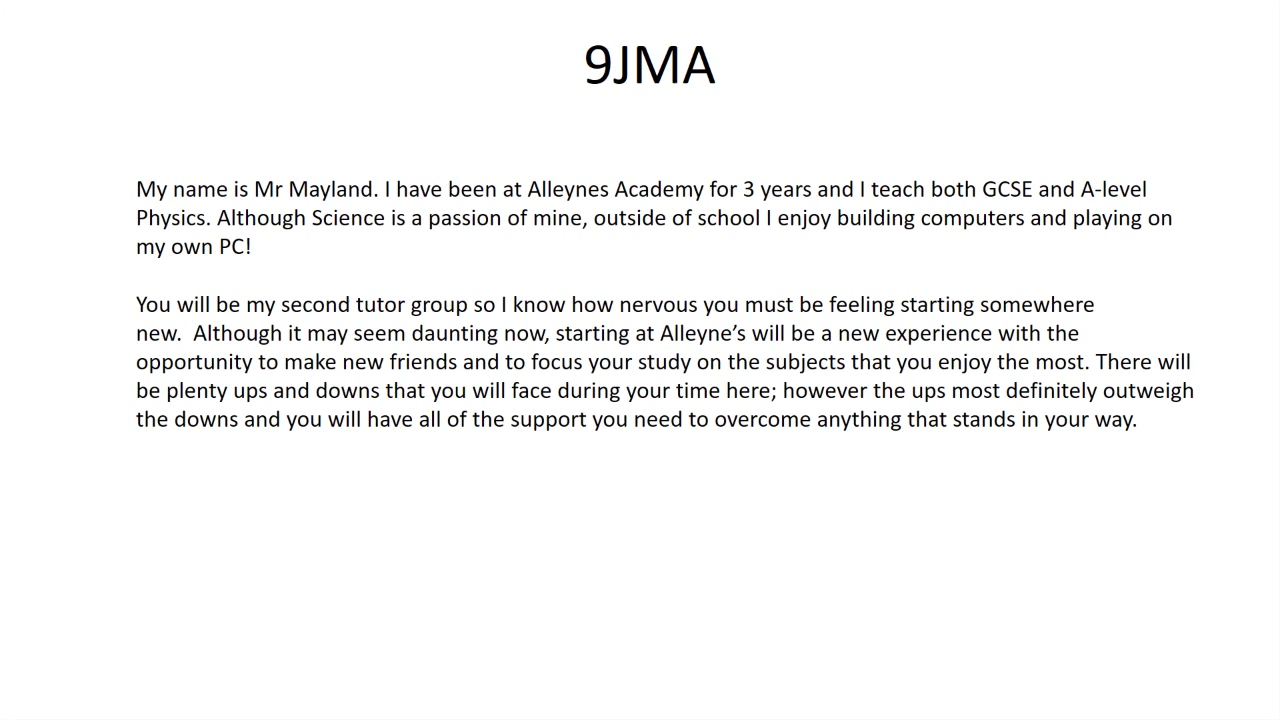 9JMA
My name is Mr Mayland. I have been at Alleynes Academy for 3 years and I teach both GCSE and A-level
Physics. Although Science is a passion of mine, outside of school I enjoy building computers and playing on
my own PC!
You will be my second tutor group so I know how nervous you must be feeling starting somewhere
new.  Although it may seem daunting now, starting at Alleyne’s will be a new experience with the
opportunity to make new friends and to focus your study on the subjects that you enjoy the most. There will
be plenty ups and downs that you will face during your time here; however the ups most definitely outweigh
the downs and you will have all of the support you need to overcome anything that stands in your way.